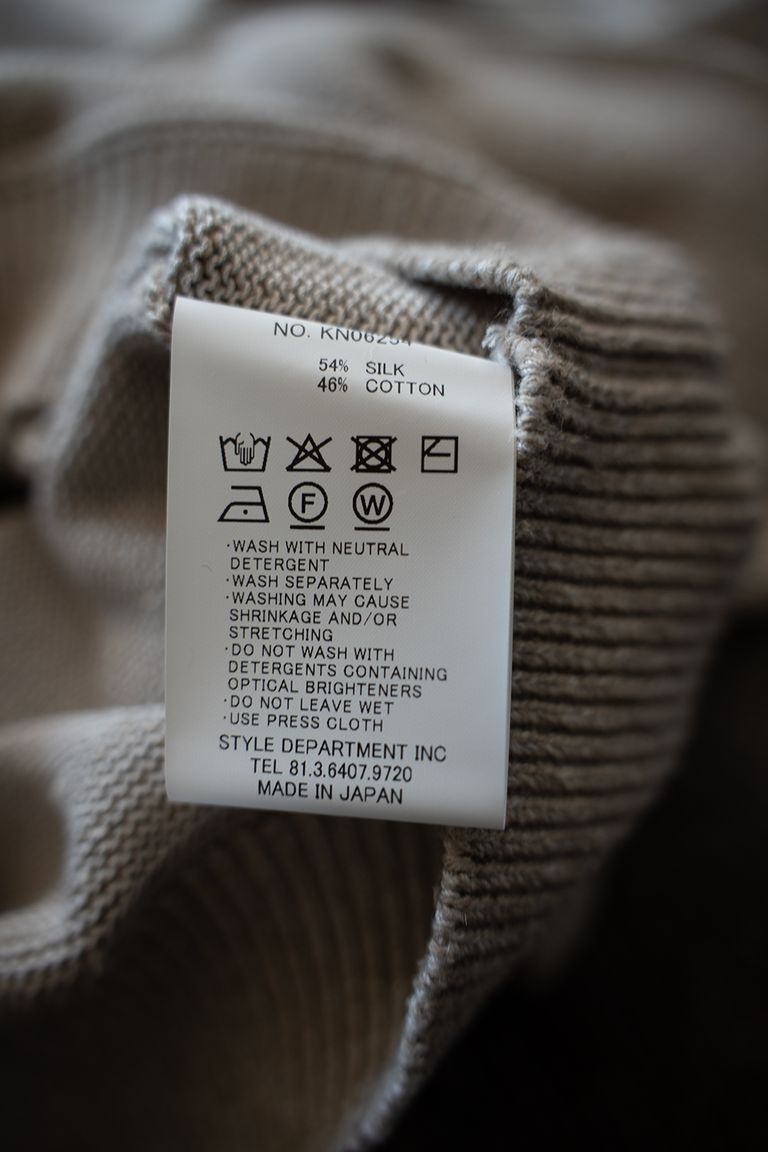 NO.
54% SILK
46% COTTON
F W
·WASH WITH NEUTRAL
DETERGENT
·WASH SEPARATELY
·WASHING MAY CAUSE
SHRINKAGE AND/OR
STRETCHING
·DO NOT WASH WITH
DETERGENTS CONTAINING
OPTICAL BRIGHTENERS
·DO NOT LEAVE WET
·USE PRESS CLOTH
STYLE DEPARTMENT INC
TEL 81.3.6407.9720
MADE IN JAPAN